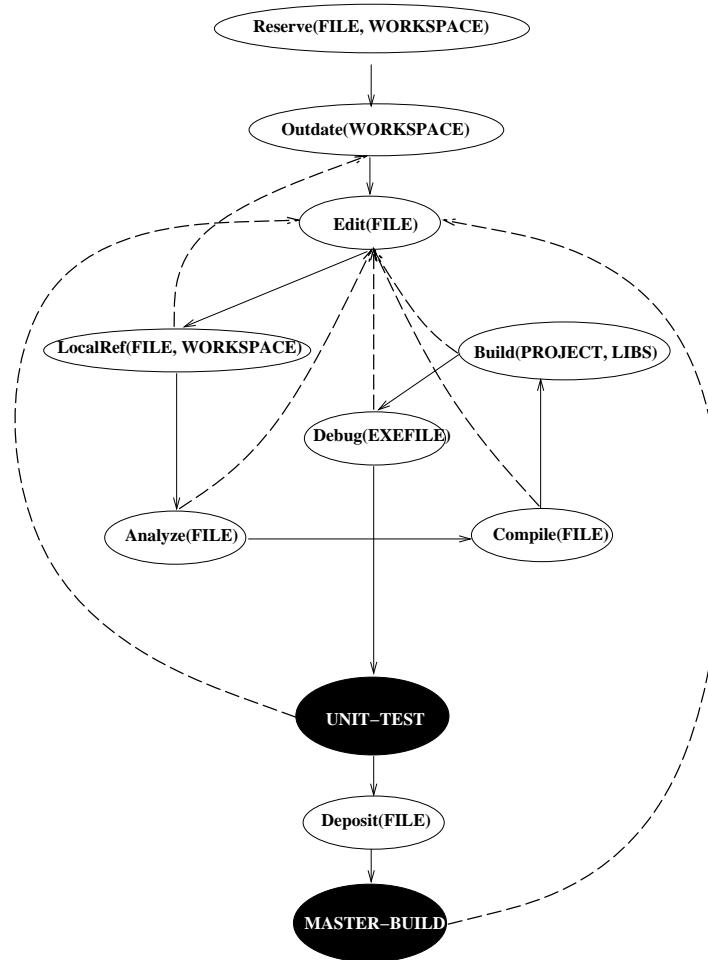 Reserve(FILE, WORKSPACE)
Outdate(WORKSPACE)
Edit(FILE)
LocalRef(FILE, WORKSPACE)
Build(PROJECT, LIBS)
Debug(EXEFILE)
Analyze(FILE)
Compile(FILE)
UNIT−TEST
Deposit(FILE)
MASTER−BUILD